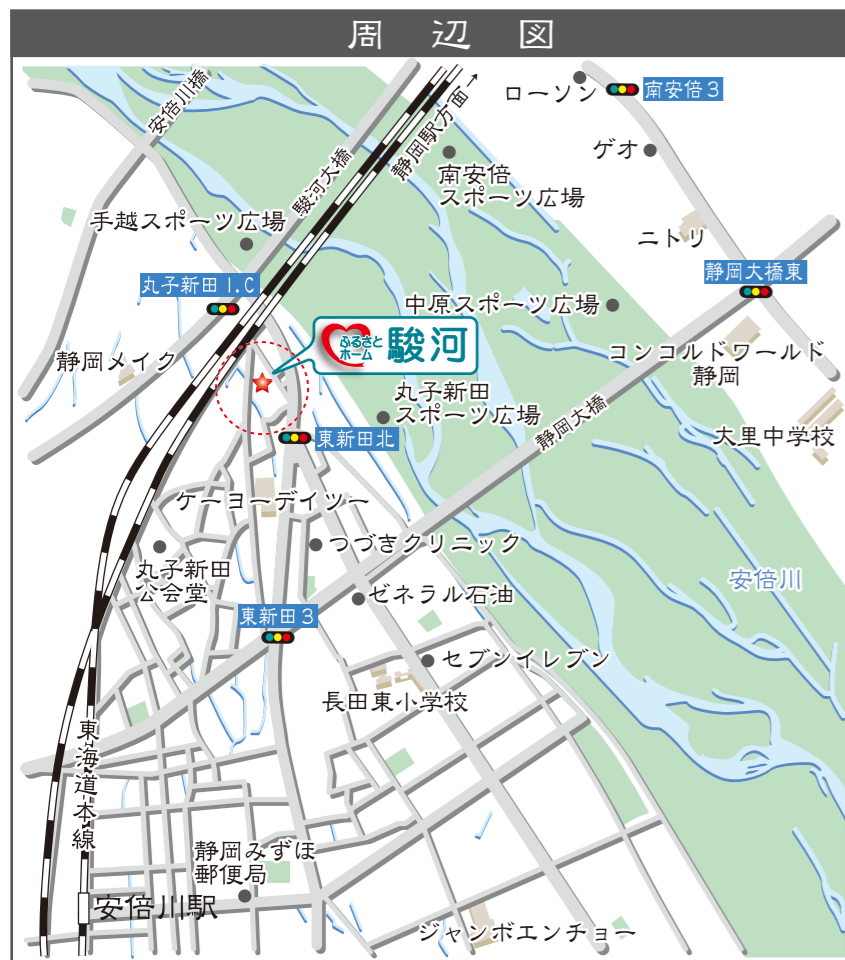 周辺図
安倍川橋
駿河大橋
静岡駅方面→
ローソン
南安倍3
ゲオ
南安倍
スポーツ広場
手越スポーツ広場
ニトリ
静岡大橋東
丸子新田I.C
中原スポーツ広場
ふるさと
ホーム
駿河
静岡メイク
コンコルドワールド
静岡
丸子新田
スポーツ広場
静岡大橋
東新田北
大里中学校
ケーヨーデイツー
つづきクリニック
丸子新田
公会堂
安倍川
ゼネラル石油
東新田3
セブンイレブン
長田東小学校
東海道本線
静岡みずほ
郵便局
安倍川駅
ジャンボエンチョー